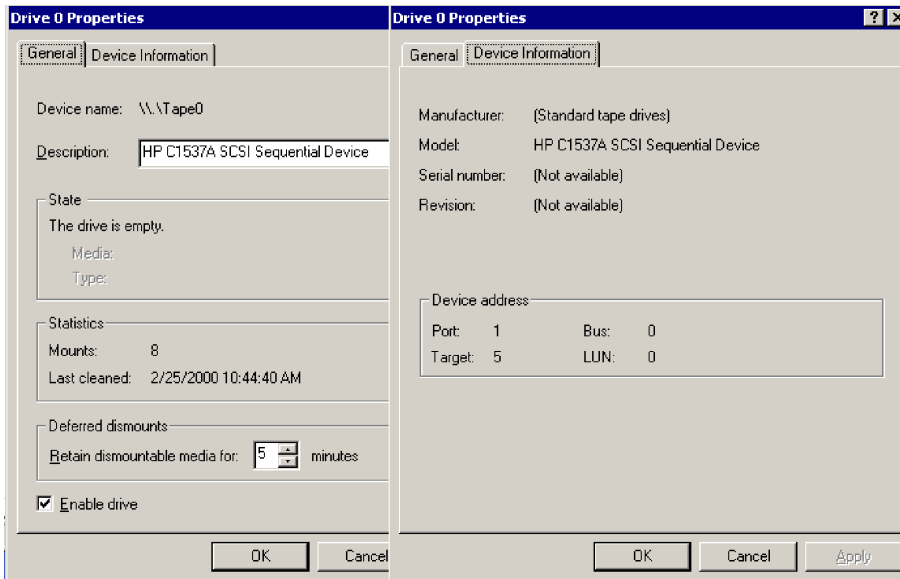 Drive 0 Properties
General Device Information
Device name: \\.\Tape0
Description: HP C1537A SCSI Sequential Device
State
The drive is empty.
Media:
Type:
Statistics
Mounts: 8
Last cleaned: 2/25/2000 10:44:40 AM
Deferred dismounts
Retain dismountable media for: 5 minutes
Enable drive
OK Cancel
Drive 0 Properties
General Device Information
Manufacturer: (Standard tape drives)
Model: HP C1537A SCSI Sequential Device
Serial number: (Not available)
Revision: (Not available)
Device address
Port: 1 Bus: 0
Target: 5 LUN: 0
OK Cancel Apply